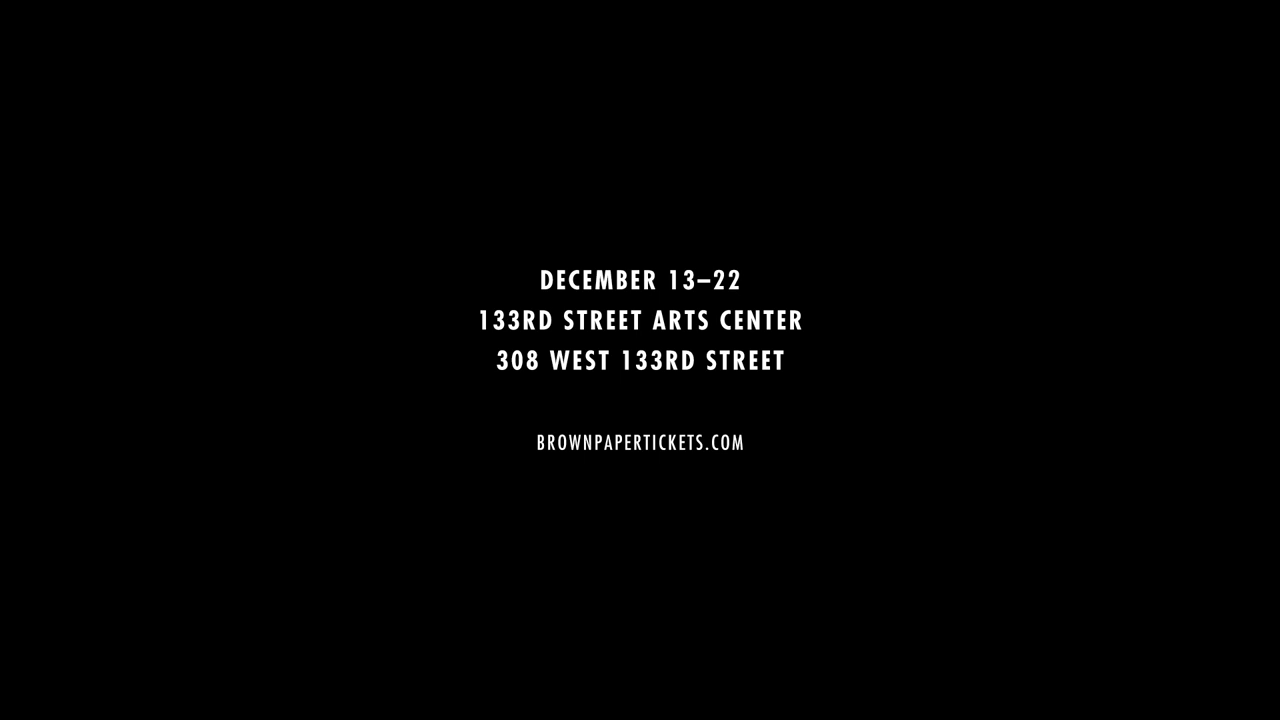 DECEMBER 13–22
133RD STREET ARTS CENTER
308 WEST 133RD STREET
BROWNPAPERTICKETS.COM